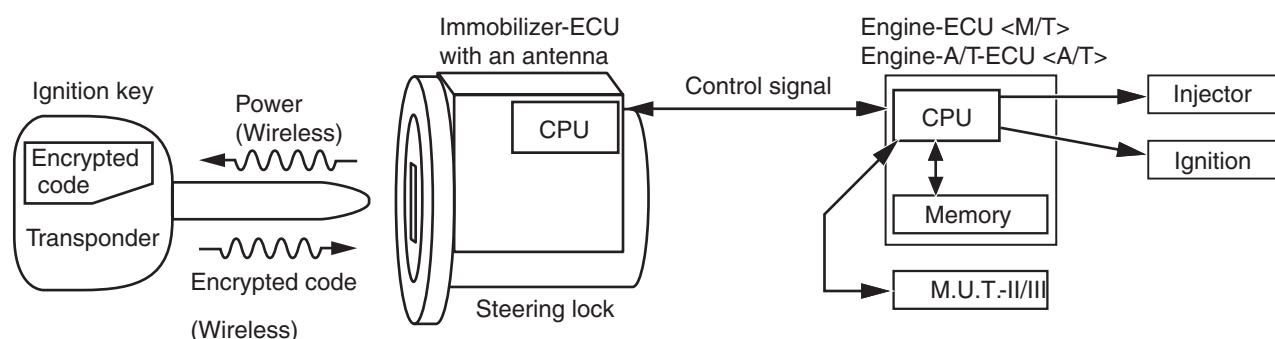 Ignition key
Encrypted
code
Transponder
Power
(Wireless)
Encrypted code
(Wireless)
Immobilizer-ECU
with an antenna
CPU
Steering lock
Control signal
Engine-ECU <M/T>
Engine-A/T-ECU <A/T>
CPU
Memory
M.U.T.-II/III
Injector
Ignition